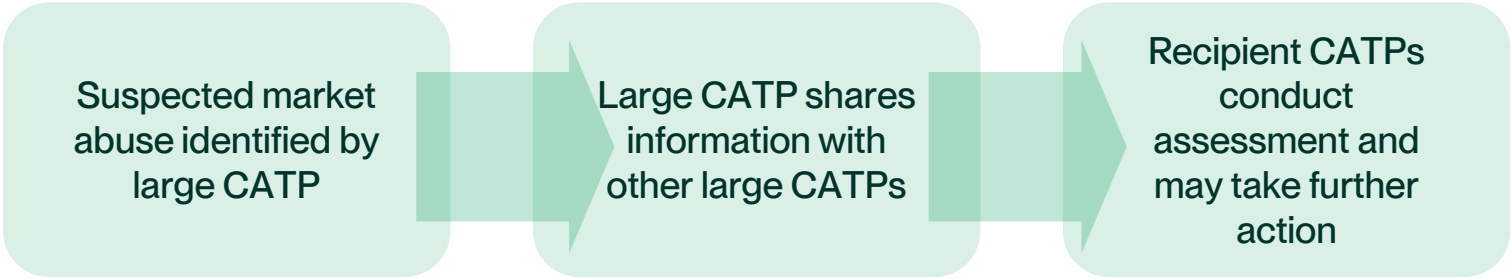 Suspected market
abuse identified by
large CATP
Large CATP shares
information with
other large CATPs
Recipient CATPs
conduct
assessment and
may take further
action